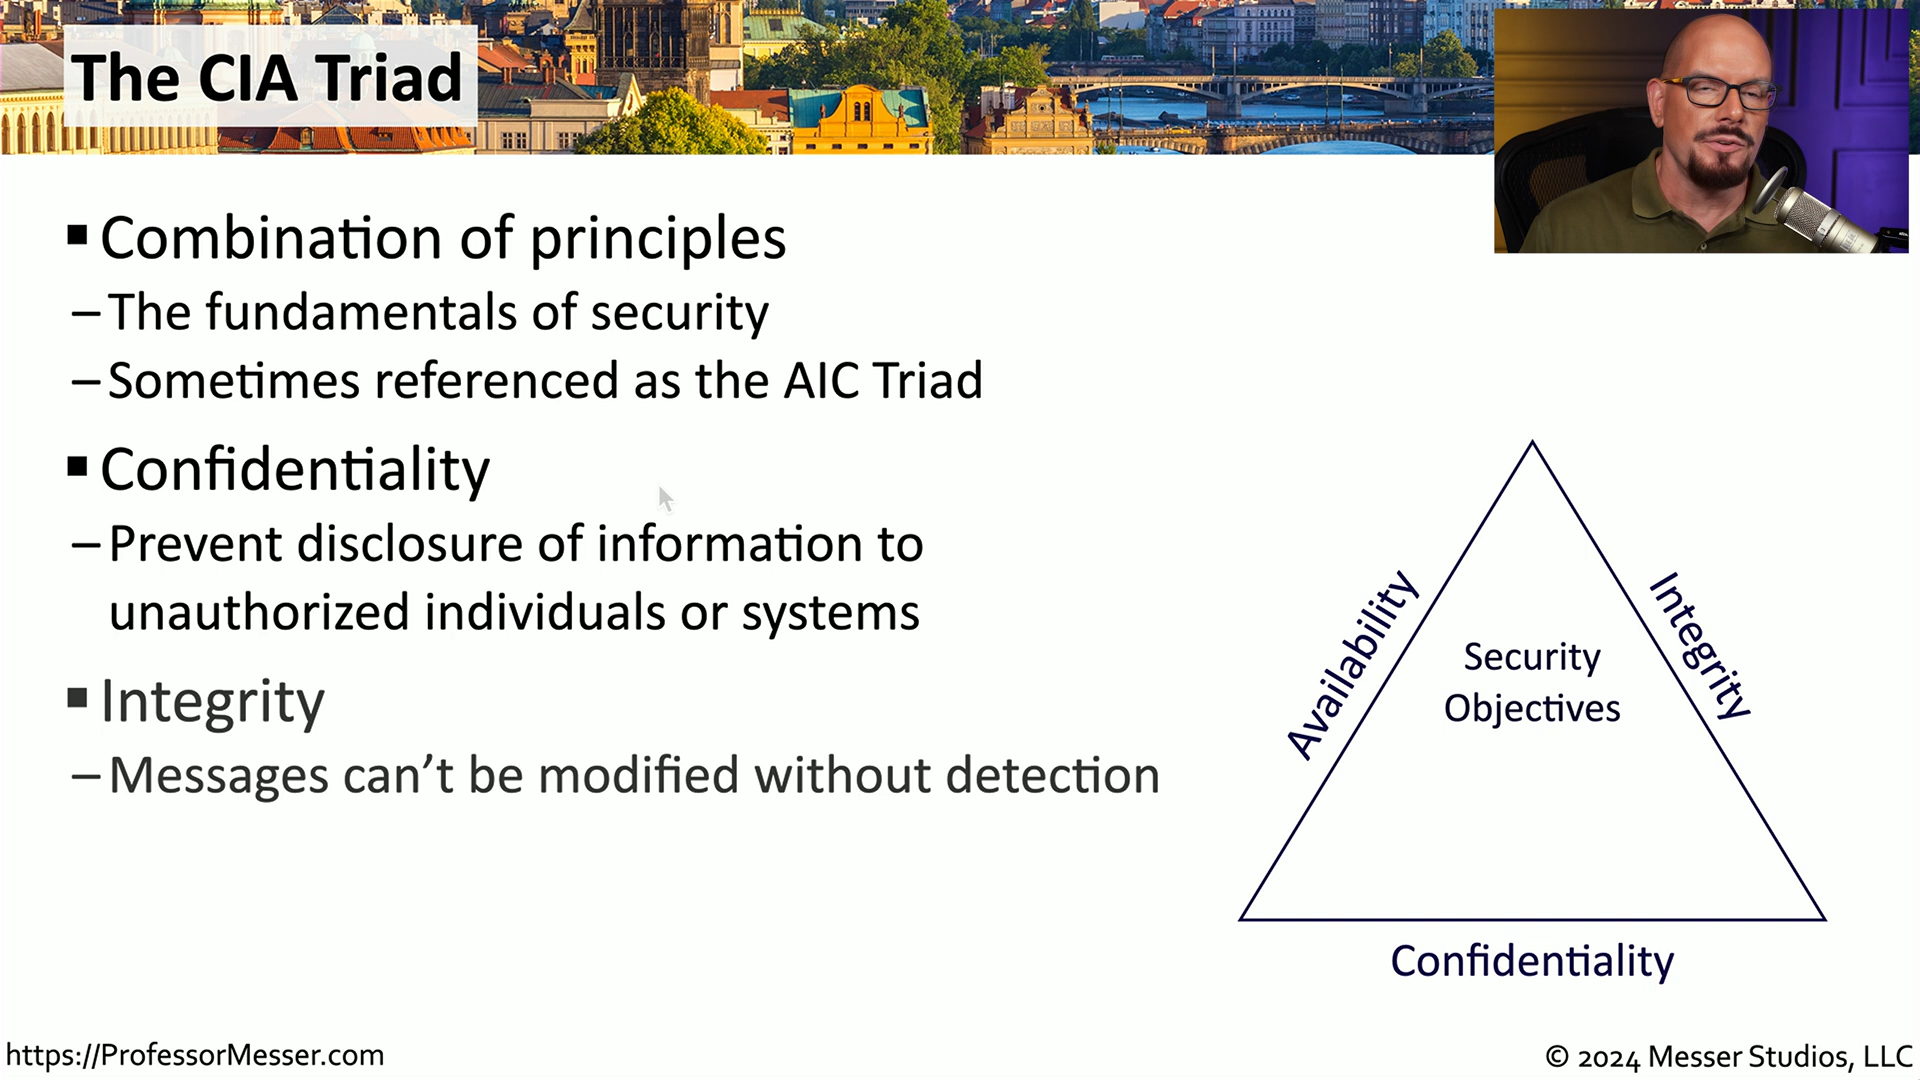 The CIA Triad
▪ Combination of principles
– The fundamentals of security
– Sometimes referenced as the AIC Triad
▪ Confidentiality
– Prevent disclosure of information to
unauthorized individuals or systems
▪ Integrity
– Messages can’t be modified without detection
Availability
Integrity
Security
Objectives
Confidentiality
https://ProfessorMesser.com
© 2024 Messer Studios, LLC